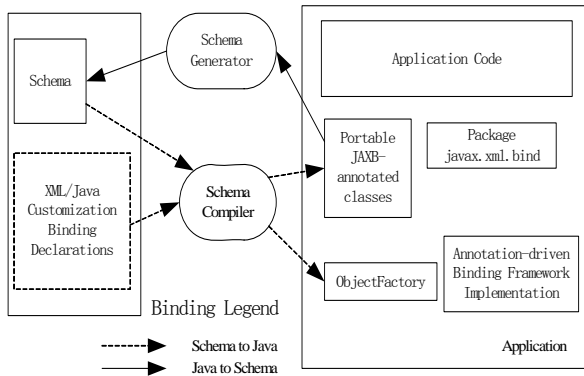 Schema
Schema
Generator
Application Code
Portable
JAXB-
annotated
classes
Package
javax.xml.bind
XML/Java
Customization
Binding
Declarations
Schema
Compiler
ObjectFactory
Annotation-driven
Binding Framework
Implementation
Binding Legend
Schema to Java
Java to Schema
Application